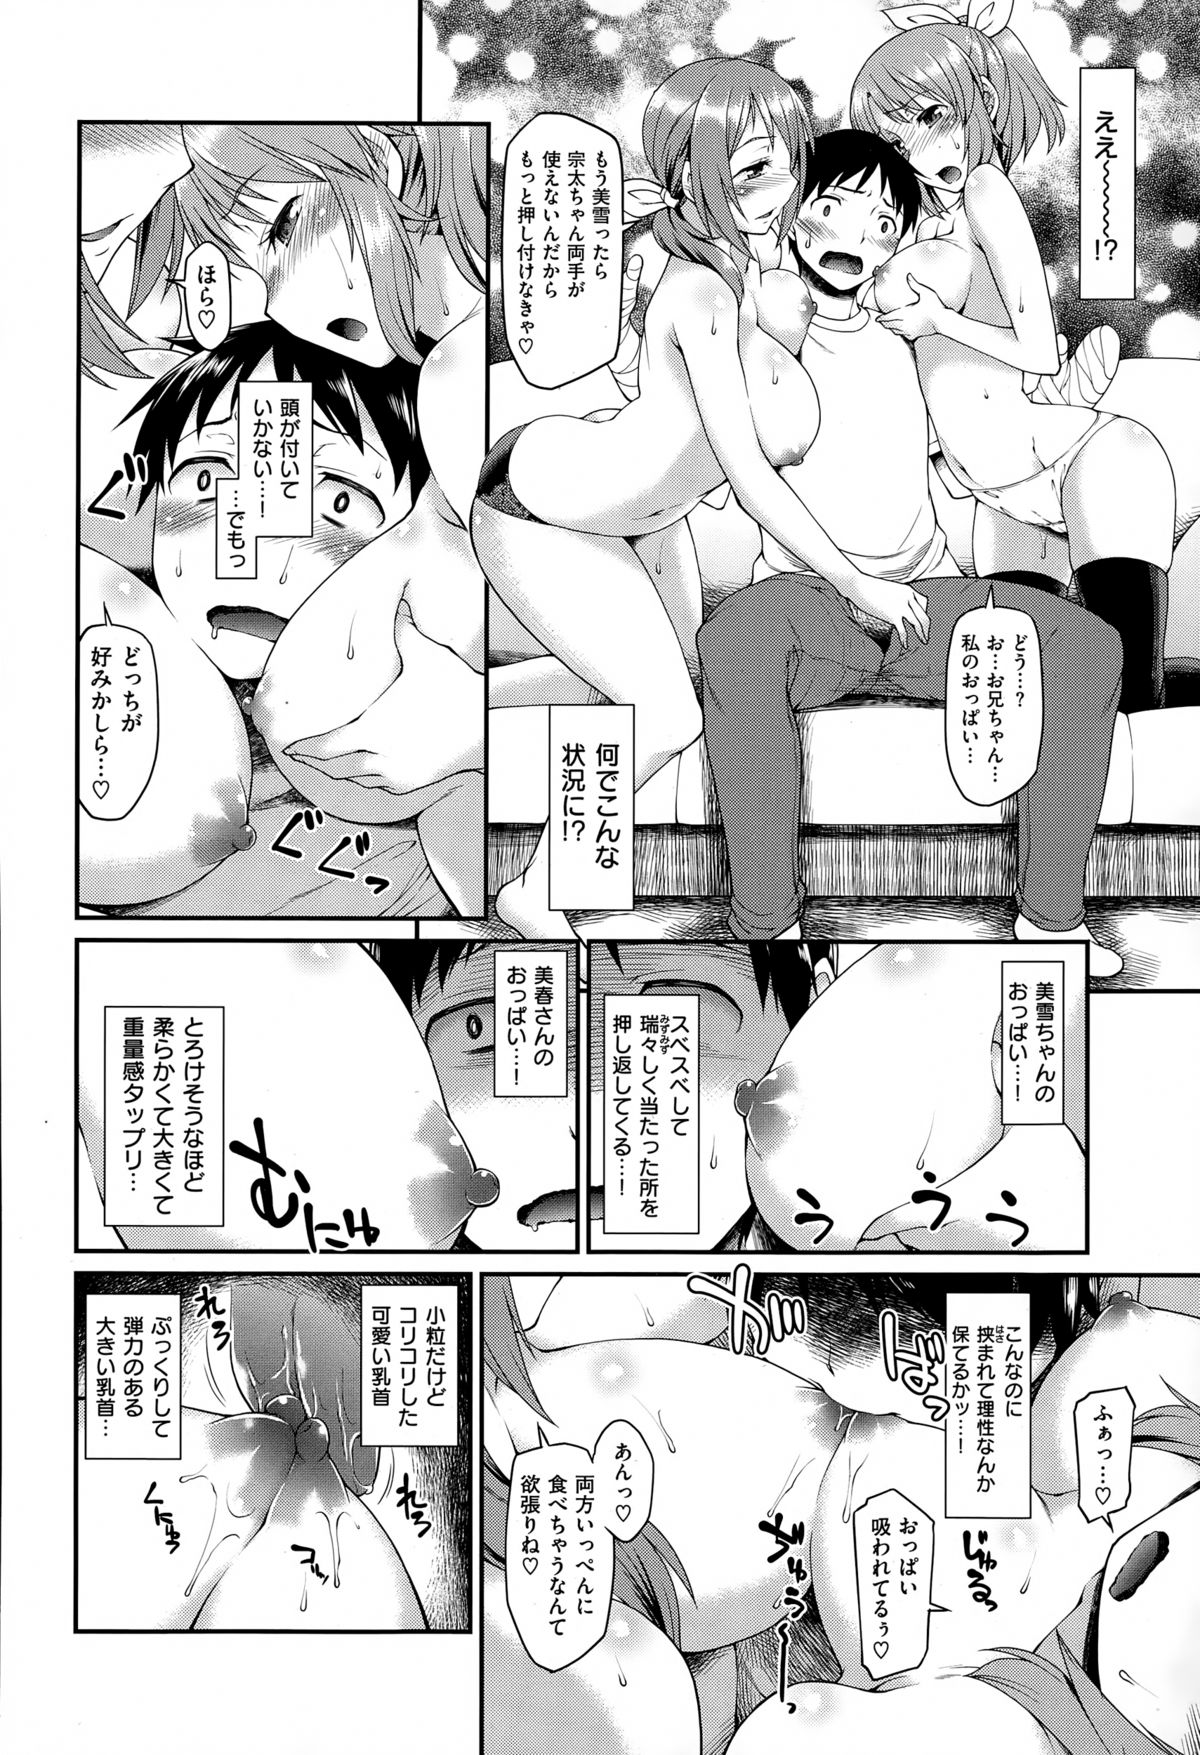 ええ～～～～!?
もう美雪ったら
宗太ちゃん両手が
使えないんだから
もっと押し付けなきゃ♡
どう…?
お…お兄ちゃん…
私のおっぱい…
何でこんな
状況に!?
ほら♡
頭が付いて
いかない…!
…でもっ
ぐ
どっちが
好みかしら…♡
ぐぐっ
美雪ちゃんの
おっぱい…!
スベスベして
瑞々しく当たった所を
みずみず
押し返してくる…!
うぅぅ
美春さんの
おっぱい…!
とろけそうなほど
柔らかくて大きくて
重量感タップリ…
むにゅ
こんなのに
挟まれて理性なんか
はさ
保てるかッ…!
ふぁっ…♡
おっぱい
吸われてるぅ♡
じゅるっ
ぢゅうぅー
あんっ♡
両方いっぺんに
食べちゃうなんて
欲張りね♡
小粒だけど
コリコリした
可愛い乳首
ぷっくりして
弾力のある
大きい乳首…
れろ
れろっ
くにゅ